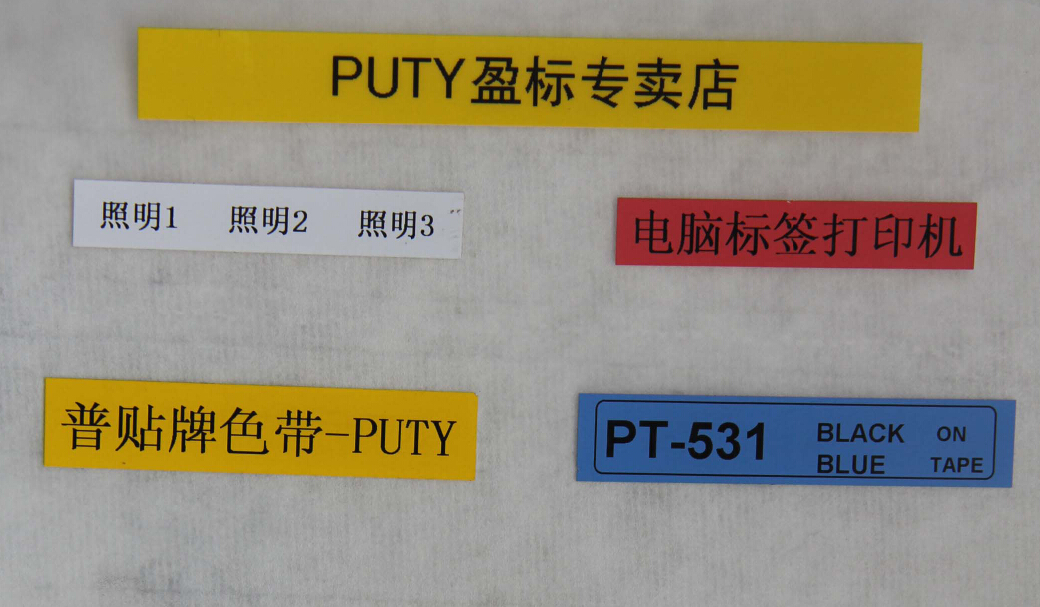 PUTY盈标专卖店
照明1 照明2 照明3
电脑标签打印机
普贴牌色带-PUTY
PT-531 BLACK ON
BLUE TAPE